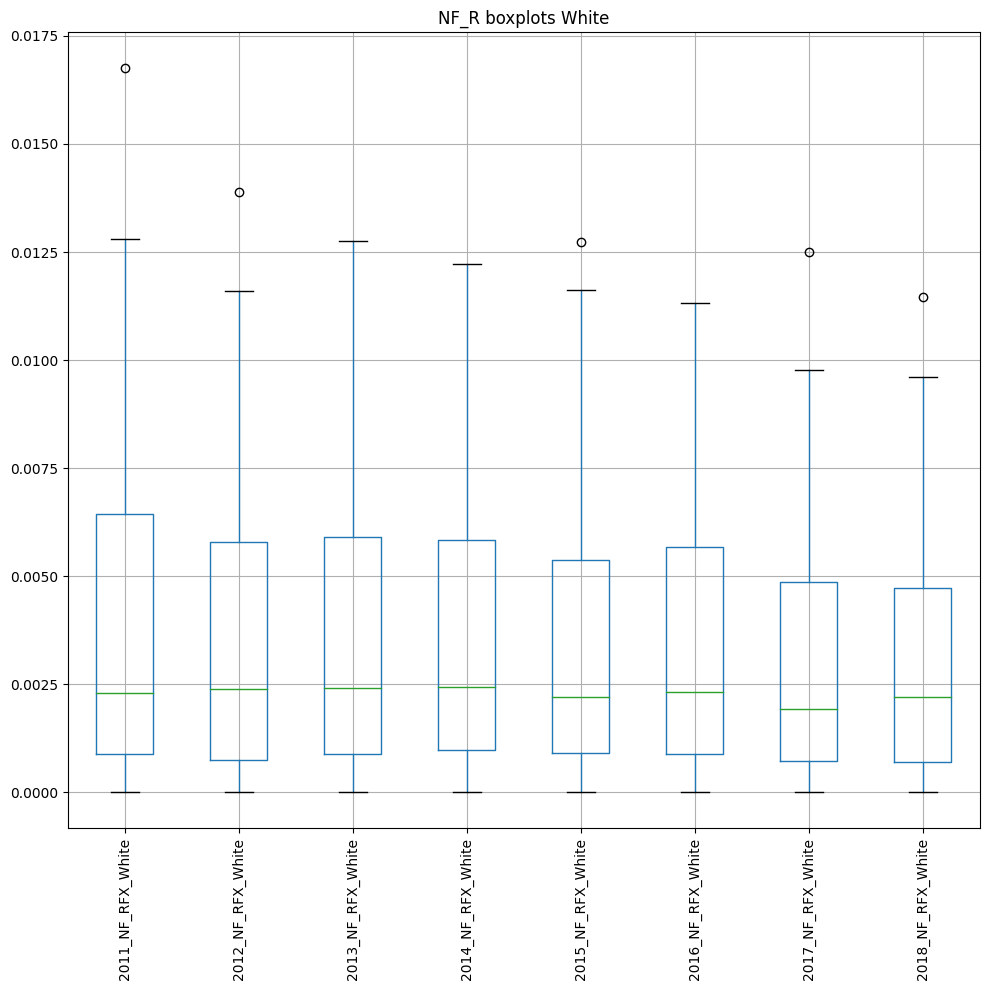 NF_R boxplots White
0.0175
0.0150
0.0125
0.0100
0.0075
0.0050
0.0025
0.0000
2011_NF_RFX_White
2012_NF_RFX_White
2013_NF_RFX_White
2014_NF_RFX_White
2015_NF_RFX_White
2016_NF_RFX_White
2017_NF_RFX_White
2018_NF_RFX_White